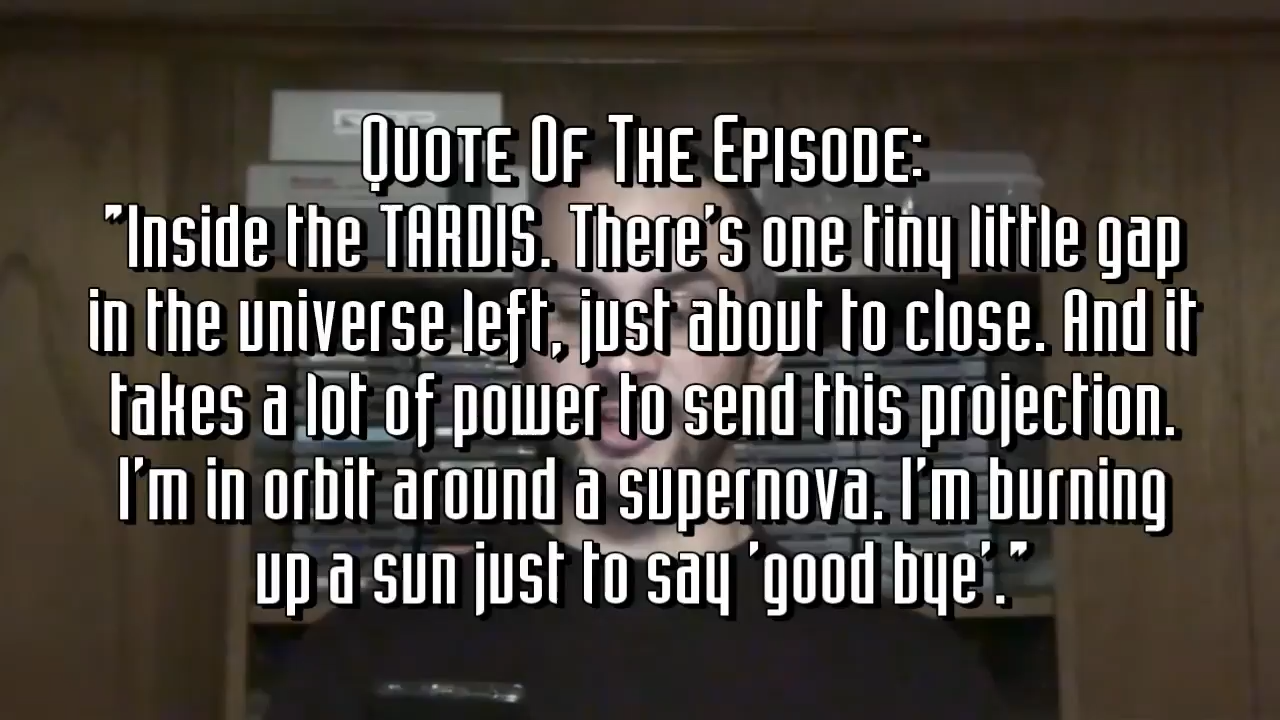 Quote Of The Episode:
"Inside the TARDIS. There's one tiny little gap
in the universe left, just about to close. And it
takes a lot of power to send this projection.
I'm in orbit around a supernova. I'm burning
up a sun just to say 'good bye'."